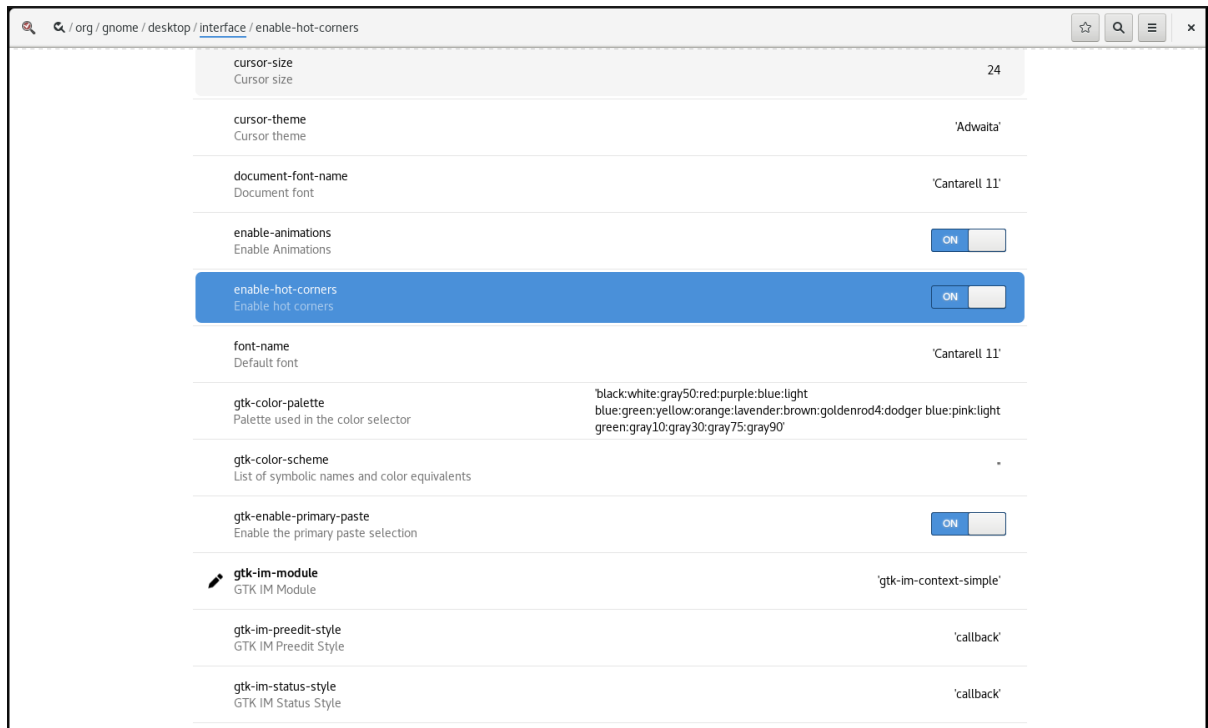 / org / gnome / desktop / interface / enable-hot-corners
cursor-size
Cursor size
24
cursor-theme
Cursor theme
'Adwaita'
document-font-name
Document font
'Cantarell 11'
enable-animations
Enable Animations
ON
enable-hot-corners
Enable hot corners
ON
font-name
Default font
'Cantarell 11'
gtk-color-palette
Palette used in the color selector
'black:white:gray50:red:purple:blue:light
blue:green:yellow:orange:lavender:brown:goldenrod4:dodger blue:pink:light
green:gray10:gray30:gray75:gray90'
gtk-color-scheme
List of symbolic names and color equivalents
''
gtk-enable-primary-paste
Enable the primary paste selection
ON
gtk-im-module
GTK IM Module
'gtk-im-context-simple'
gtk-im-preedit-style
GTK IM Preedit Style
'callback'
gtk-im-status-style
GTK IM Status Style
'callback'